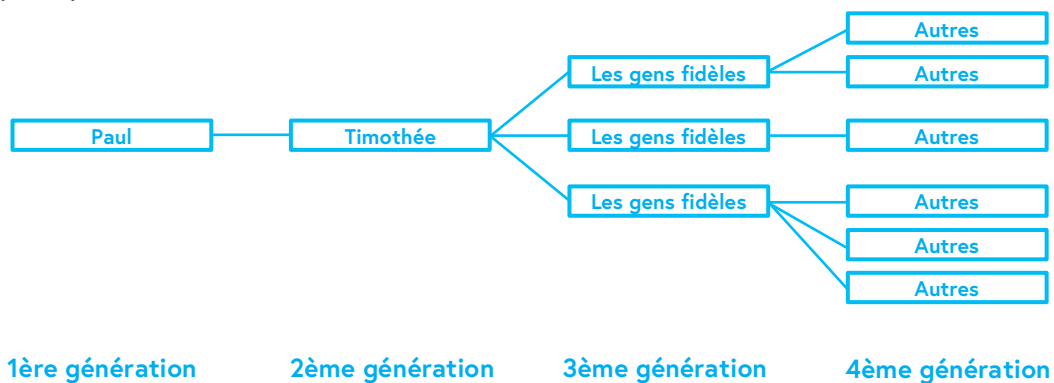 Autres
Les gens fidèles
Autres
Paul
Timothée
Les gens fidèles
Autres
Les gens fidèles
Autres
Autres
Autres
1ère génération
2ème génération
3ème génération
4ème génération